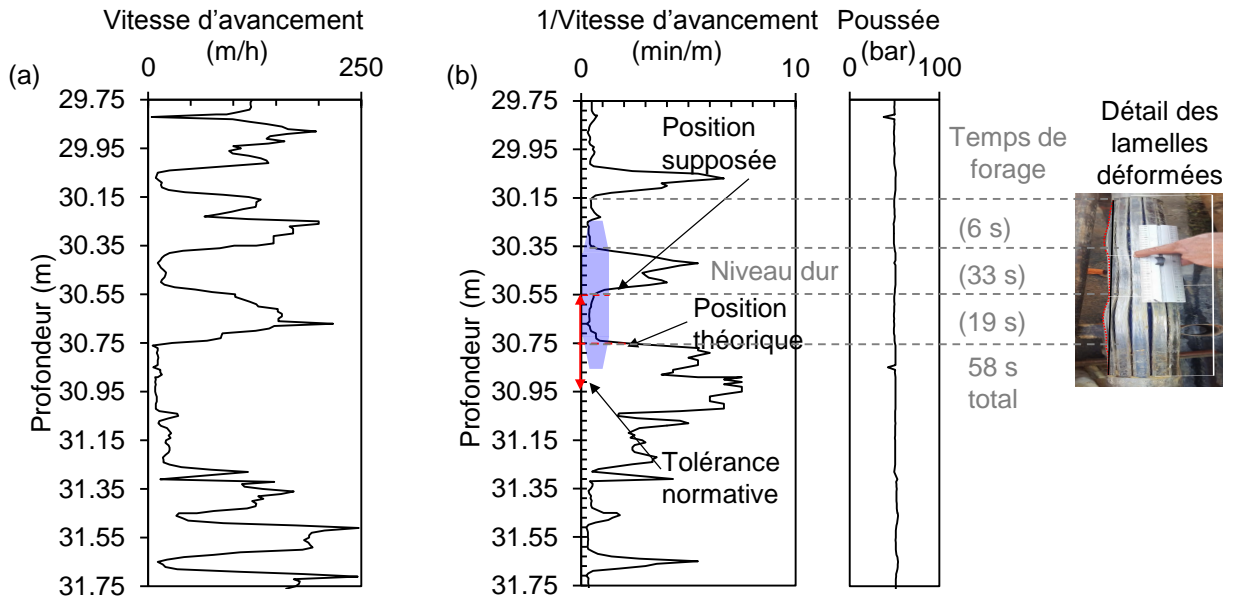 Vitesse d'avancement
(m/h)
0 250
(a)
Profondeur (m)
29.75
29.95
30.15
30.35
30.55
30.75
30.95
31.15
31.35
31.55
31.75
1/Vitesse d'avancement
(min/m)
0 10
(b)
Profondeur (m)
29.75
29.95
30.15
30.35
30.55
30.75
30.95
31.15
31.35
31.55
31.75
Position
supposée
Niveau dur
Position
théorique
Tolérance
normative
Poussée
(bar)
0 100
Temps de
forage
(6 s)
(33 s)
(19 s)
58 s
total
Détail des
lamelles
déformées